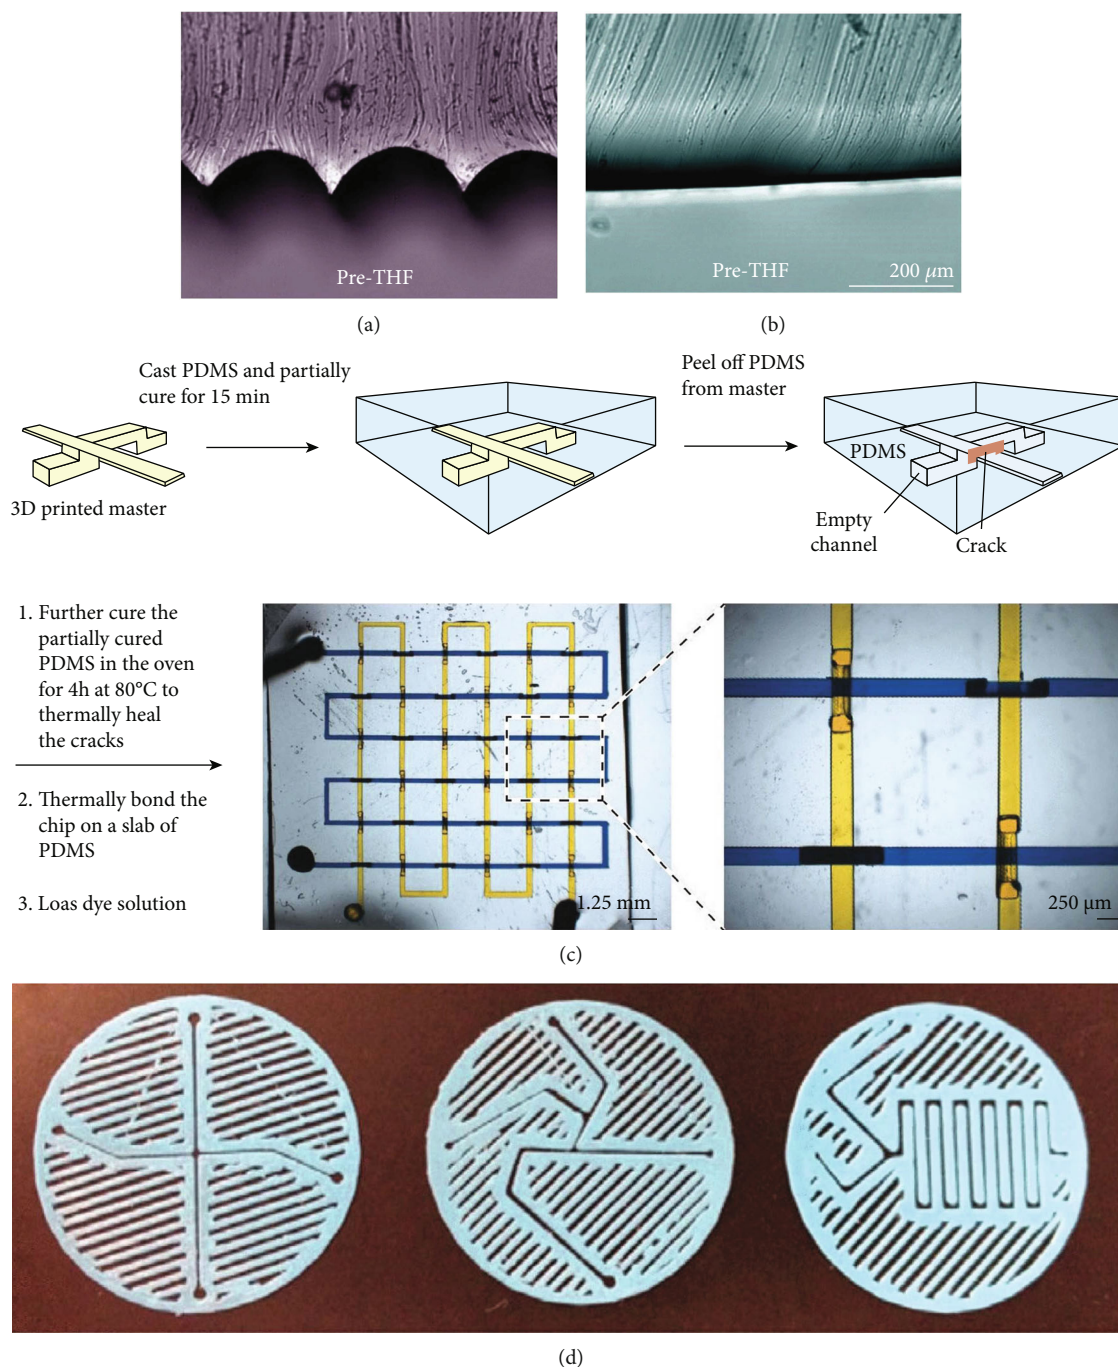 Pre-THF
Pre-THF
200 μm
(a)
(b)
Cast PDMS and partially
cure for 15 min
Peel off PDMS
from master
3D printed master
PDMS
Empty
channel
Crack
1. Further cure the
partially cured
PDMS in the oven
for 4h at 80°C to
thermally heal
the cracks
2. Thermally bond the
chip on a slab of
PDMS
3. Loas dye solution
1.25 mm
250 μm
(c)
(d)